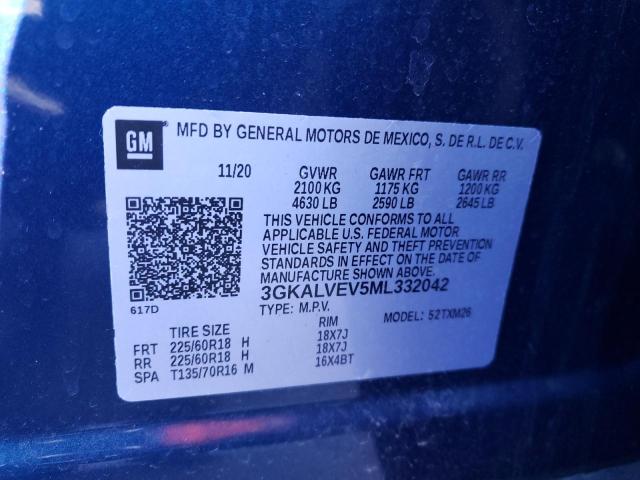 GM
MFD BY GENERAL MOTORS DE MEXICO, S. DE R.L. DE C.V.
11/20 GVWR GAWR FRT GAWR RR
2100 KG 1175 KG 1200 KG
4630 LB 2590 LB 2645 LB
THIS VEHICLE CONFORMS TO ALL
APPLICABLE U.S. FEDERAL MOTOR
VEHICLE SAFETY AND THEFT PREVENTION
STANDARDS IN EFFECT ON THE DATE OF
MANUFACTURE SHOWN ABOVE.
3GKALVEV5ML332042
617D
TYPE: M.P.V. MODEL: 52TXM26
TIRE SIZE RIM
FRT 225/60R18 H 18X7J
RR 225/60R18 H 18X7J
SPA T135/70R16 M 16X4BT